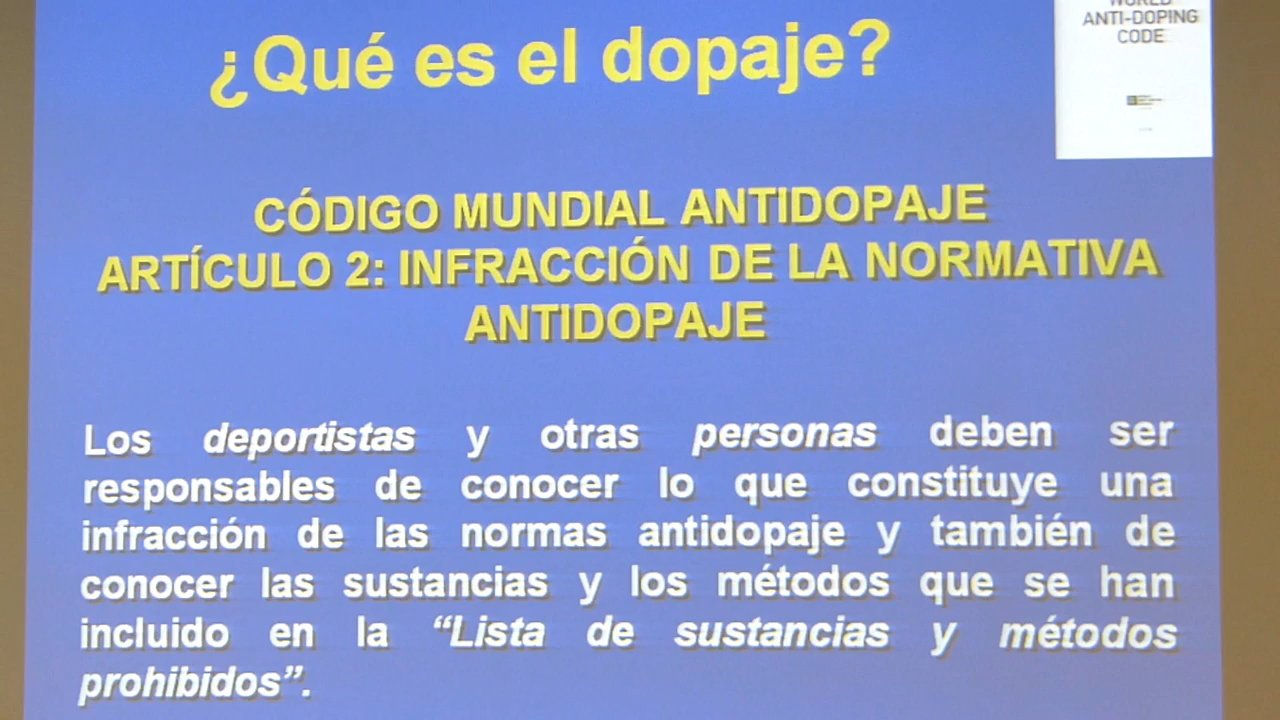 ¿Qué es el dopaje?
WORLD
ANTI-DOPING
CODE
CÓDIGO MUNDIAL ANTIDOPAJE
ARTÍCULO 2: INFRACCIÓN DE LA NORMATIVA
ANTIDOPAJE
Los deportistas y otras personas deben ser
responsables de conocer lo que constituye una
infracción de las normas antidopaje y también de
conocer las sustancias y los métodos que se han
incluido en la “Lista de sustancias y métodos
prohibidos”.